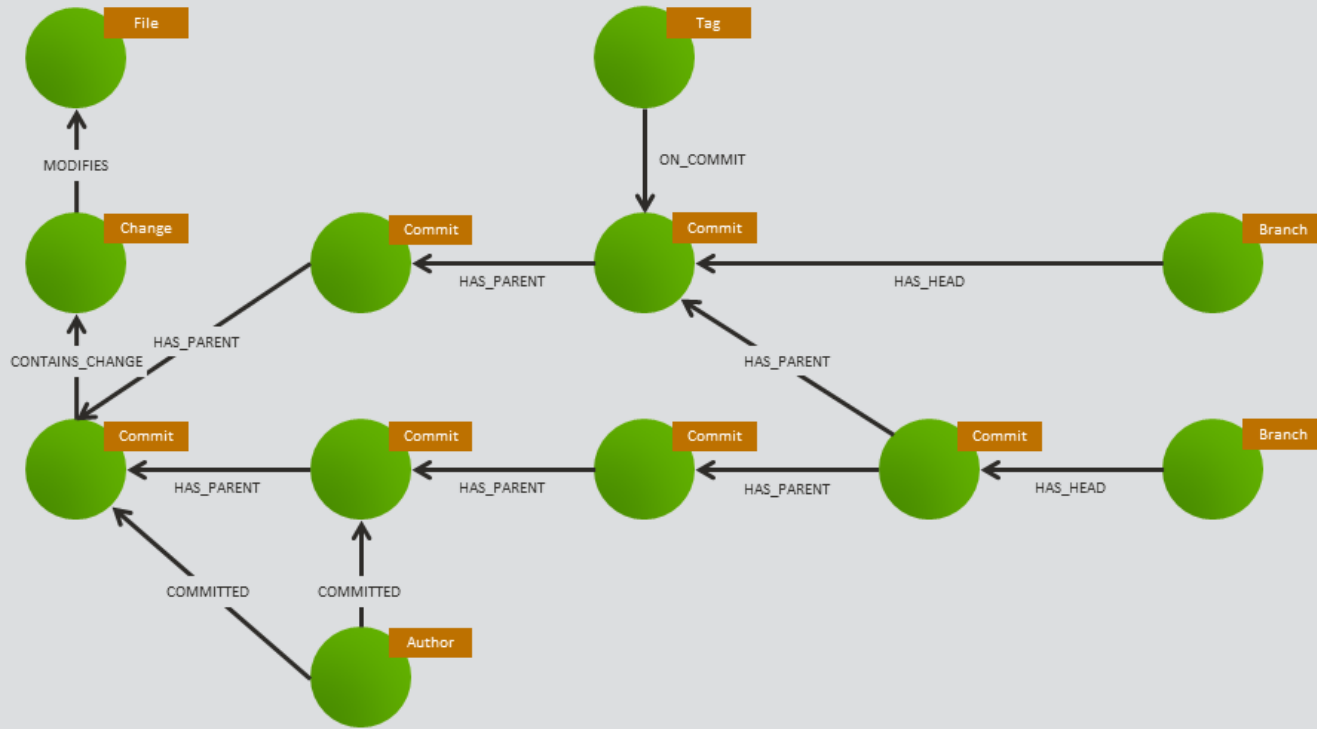 File
Tag
MODIFIES
ON_COMMIT
Change
Commit
Commit
Branch
HAS_PARENT
HAS_HEAD
HAS_PARENT
CONTAINS_CHANGE
HAS_PARENT
Commit
Commit
Commit
Commit
Branch
HAS_PARENT
HAS_PARENT
HAS_PARENT
HAS_HEAD
COMMITTED
COMMITTED
Author